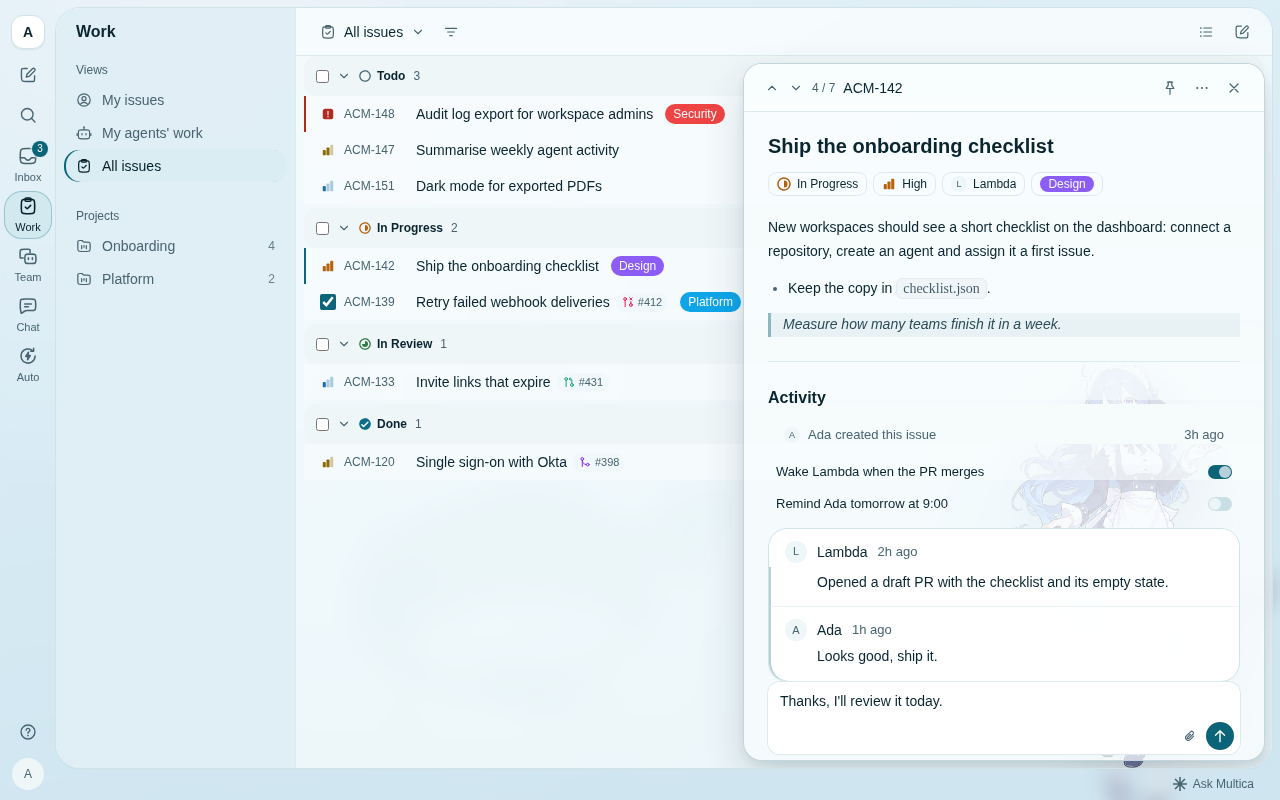 A
Inbox
3
Work
Team
Chat
Auto
A
Work
Views
My issues
My agents' work
All issues
Projects
Onboarding 4
Platform 2
All issues
Todo 3
ACM-148 Audit log export for workspace admins Security
ACM-147 Summarise weekly agent activity
ACM-151 Dark mode for exported PDFs
In Progress 2
ACM-142 Ship the onboarding checklist Design
ACM-139 Retry failed webhook deliveries #412 Platform
In Review 1
ACM-133 Invite links that expire #431
Done 1
ACM-120 Single sign-on with Okta #398
4 / 7 ACM-142
Ship the onboarding checklist
In Progress High L Lambda Design
New workspaces should see a short checklist on the dashboard: connect a
repository, create an agent and assign it a first issue.
• Keep the copy in checklist.json.
Measure how many teams finish it in a week.
Activity
A Ada created this issue 3h ago
Wake Lambda when the PR merges
Remind Ada tomorrow at 9:00
L Lambda 2h ago
Opened a draft PR with the checklist and its empty state.
A Ada 1h ago
Looks good, ship it.
Thanks, I'll review it today.
Ask Multica